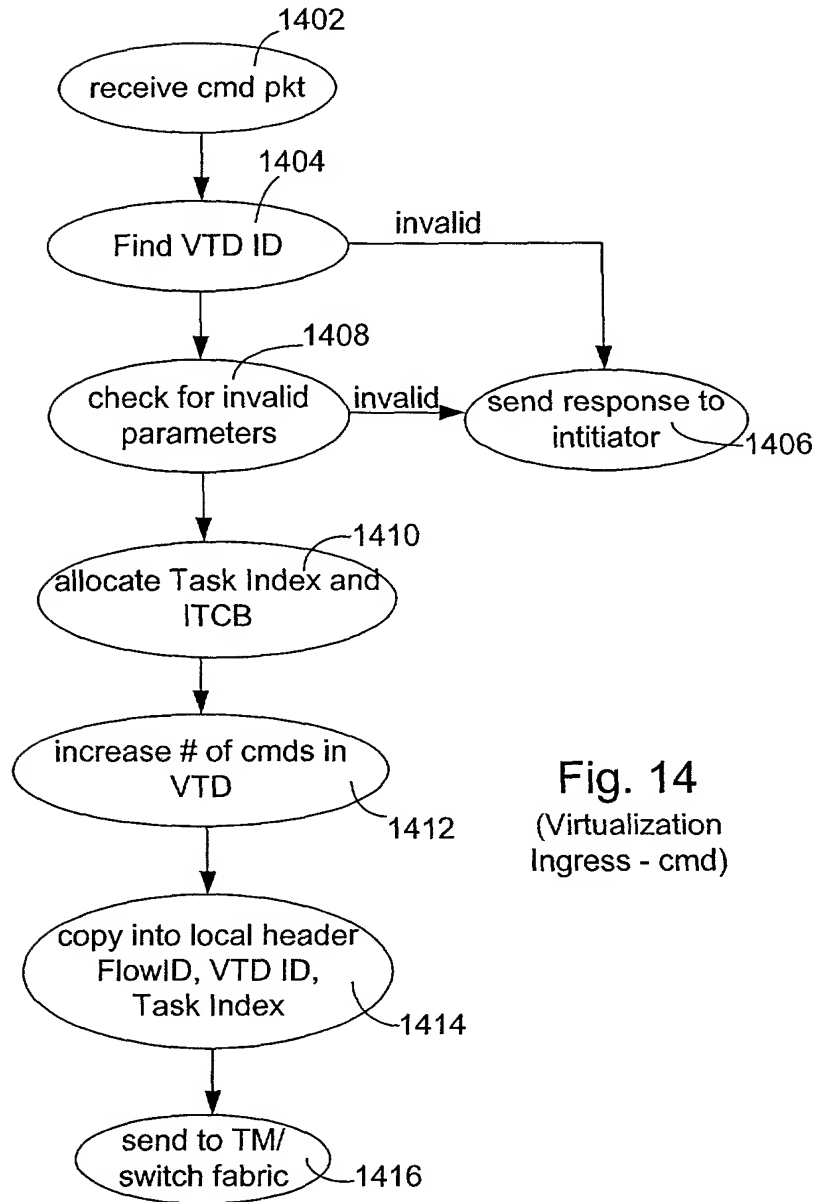 1402
receive cmd pkt
1404
invalid
Find VTD ID
1408
check for invalid
parameters
invalid
send response to
intitiator
1406
1410
allocate Task Index and
ITCB
increase # of cmds in
VTD
1412
Fig. 14
(Virtualization
Ingress - cmd)
copy into local header
FlowID, VTD ID,
Task Index
1414
send to TM/
switch fabric
1416